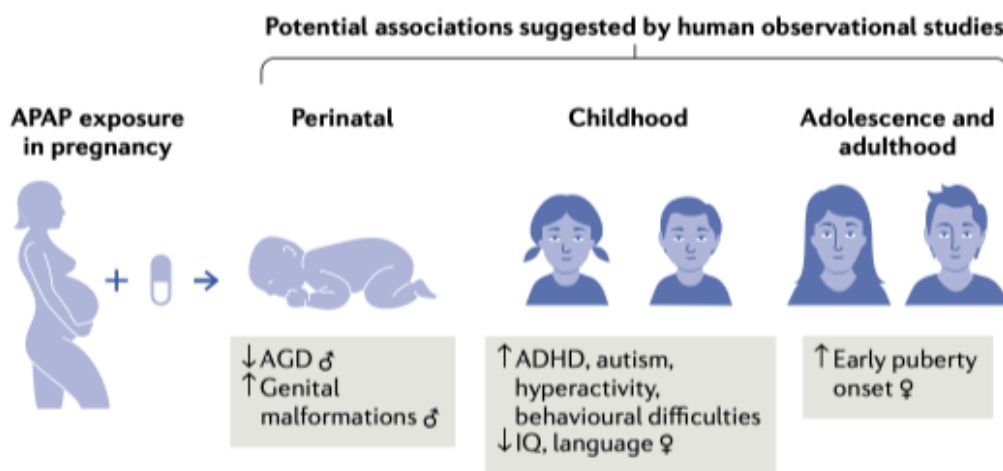 Potential associations suggested by human observational studies
APAP exposure
in pregnancy
Perinatal
Childhood
Adolescence and
adulthood
+
→
↓AGD ♂
↑Genital
malformations ♂
↑ADHD, autism,
hyperactivity,
behavioural difficulties
↓IQ, language ♀
↑Early puberty
onset ♀